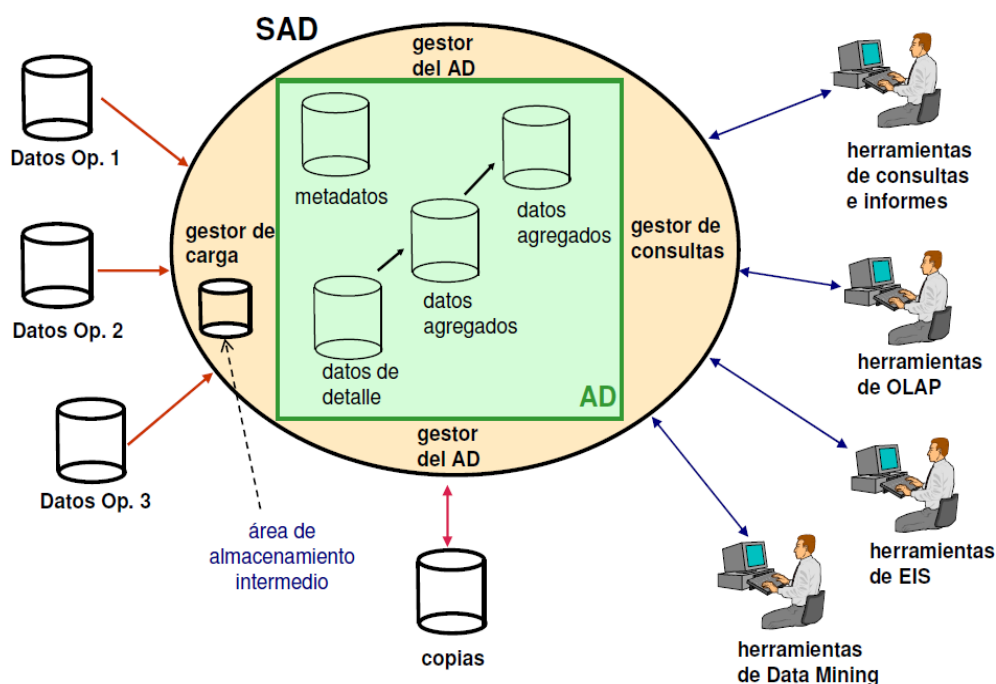 SAD
gestor
del AD
Datos Op. 1
metadatos
datos
agregados
herramientas
de consultas
e informes
gestor de
carga
gestor de
consultas
Datos Op. 2
datos
agregados
datos de
detalle
AD
herramientas
de OLAP
gestor
del AD
Datos Op. 3
área de
almacenamiento
intermedio
herramientas
de EIS
copias
herramientas
de Data Mining